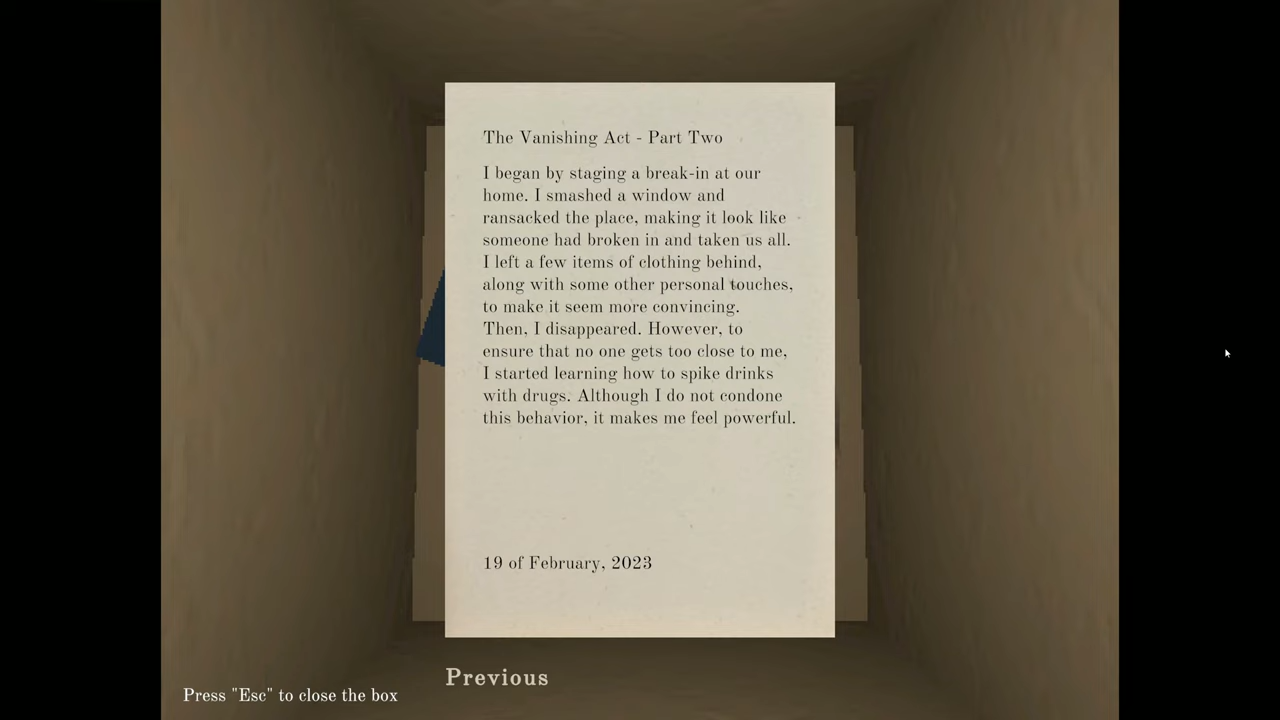 The Vanishing Act - Part Two
I began by staging a break-in at our
home. I smashed a window and
ransacked the place, making it look like
someone had broken in and taken us all.
I left a few items of clothing behind,
along with some other personal touches,
to make it seem more convincing.
Then, I disappeared. However, to
ensure that no one gets too close to me,
I started learning how to spike drinks
with drugs. Although I do not condone
this behavior, it makes me feel powerful.
19 of February, 2023
Previous
Press "Esc" to close the box